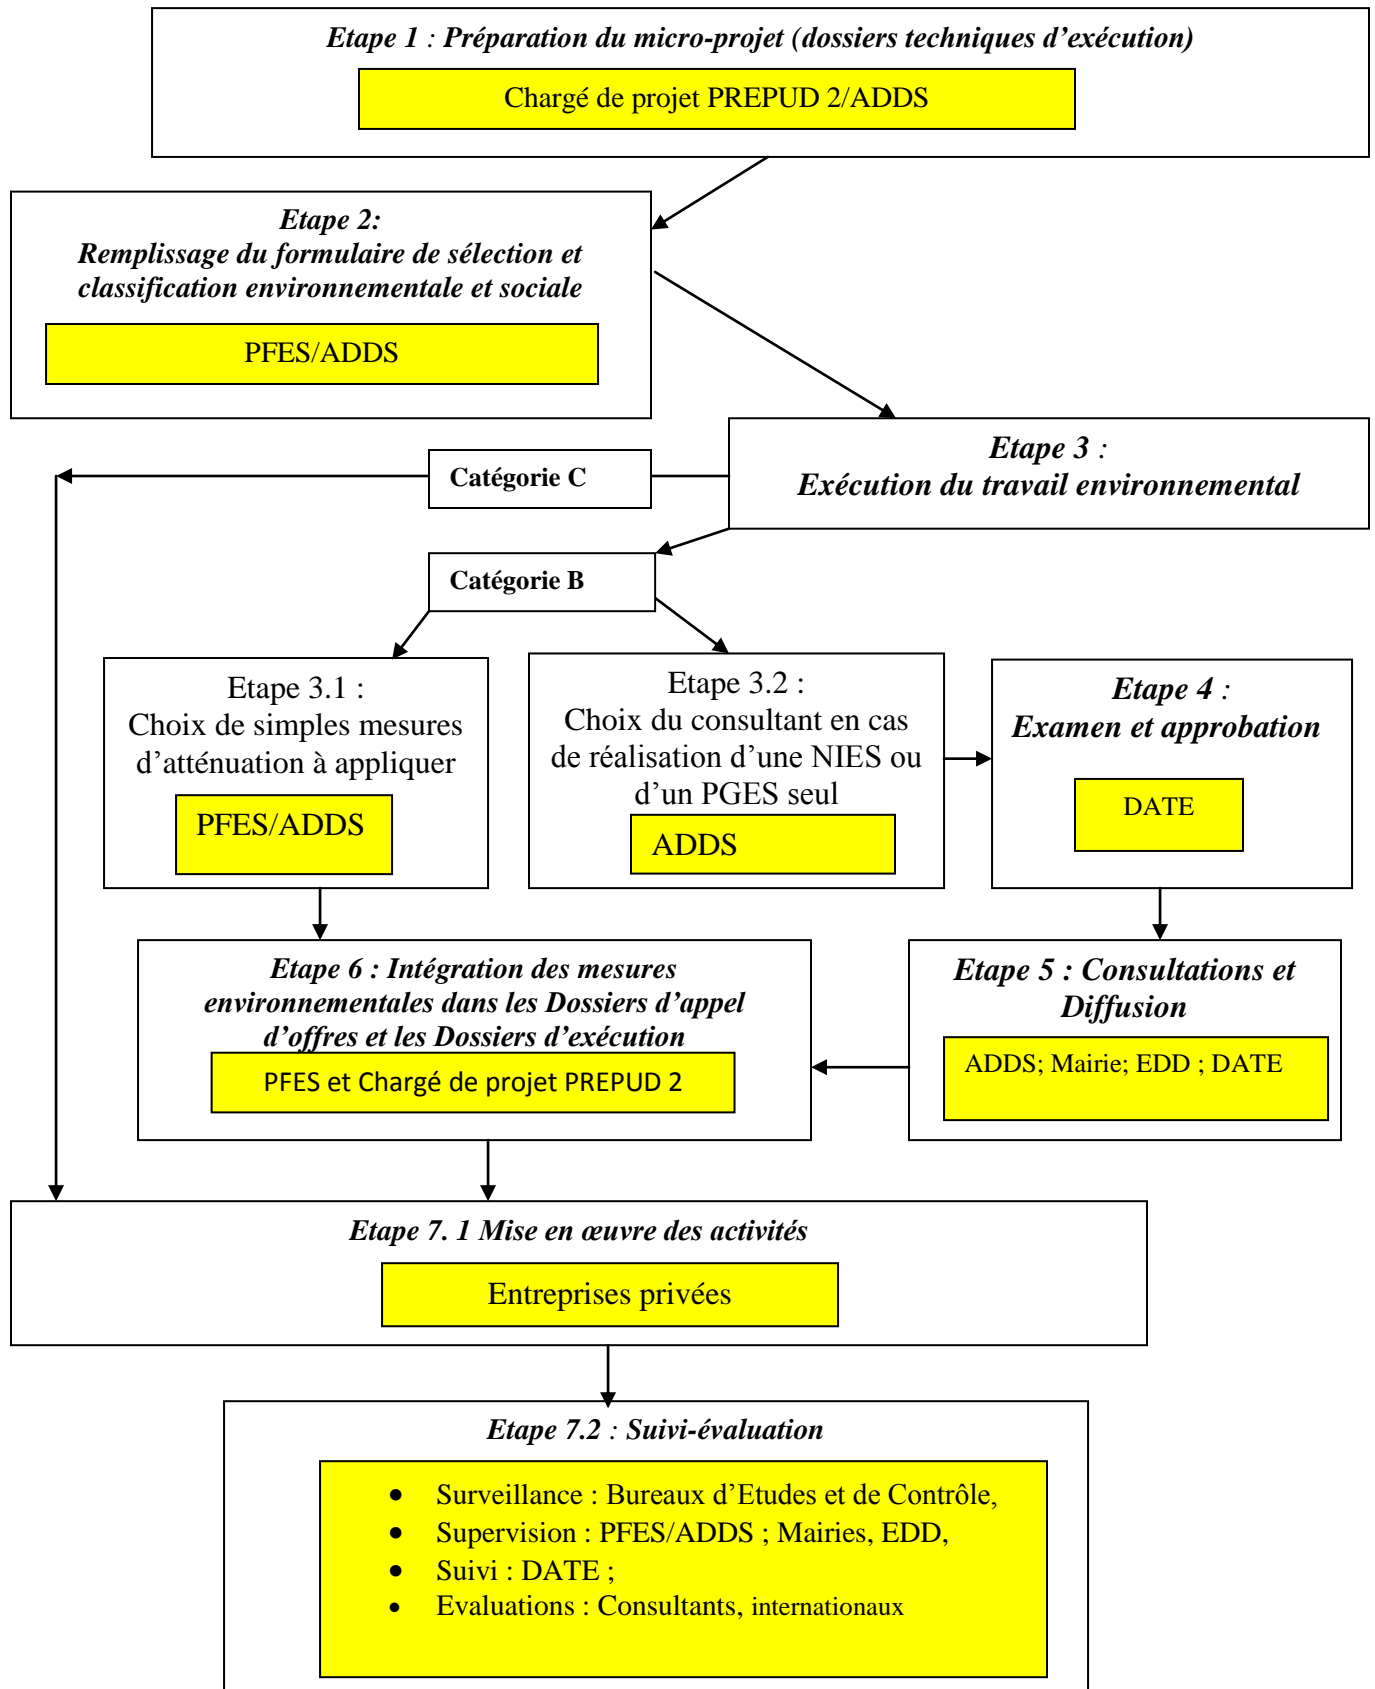 Etape 1 : Préparation du micro-projet (dossiers techniques d’exécution)
Chargé de projet PREPUD 2/ADDS
Etape 2:
Remplissage du formulaire de sélection et
classification environnementale et sociale
PFES/ADDS
Etape 3 :
Exécution du travail environnemental
Catégorie C
Catégorie B
Etape 3.1 :
Choix de simples mesures
d’atténuation à appliquer
PFES/ADDS
Etape 3.2 :
Choix du consultant en cas
de réalisation d’une NIES ou
d’un PGES seul
ADDS
Etape 4 :
Examen et approbation
DATE
Etape 6 : Intégration des mesures
environnementales dans les Dossiers d’appel
d’offres et les Dossiers d’exécution
PFES et Chargé de projet PREPUD 2
Etape 5 : Consultations et
Diffusion
ADDS; Mairie; EDD ; DATE
Etape 7. 1 Mise en œuvre des activités
Entreprises privées
Etape 7.2 : Suivi-évaluation
• Surveillance : Bureaux d’Etudes et de Contrôle,
• Supervision : PFES/ADDS ; Mairies, EDD,
• Suivi : DATE ;
• Evaluations : Consultants, internationaux